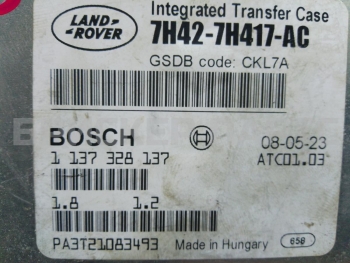 LAND-
ROVER
Integrated Transfer Case
7H42-7H417-AC
GSDB code: CKL7A
BOSCH
08-05-23
1 137 328 137
ATC01.03
1.8 1.2
PA3T21083493
Made in Hungary
658